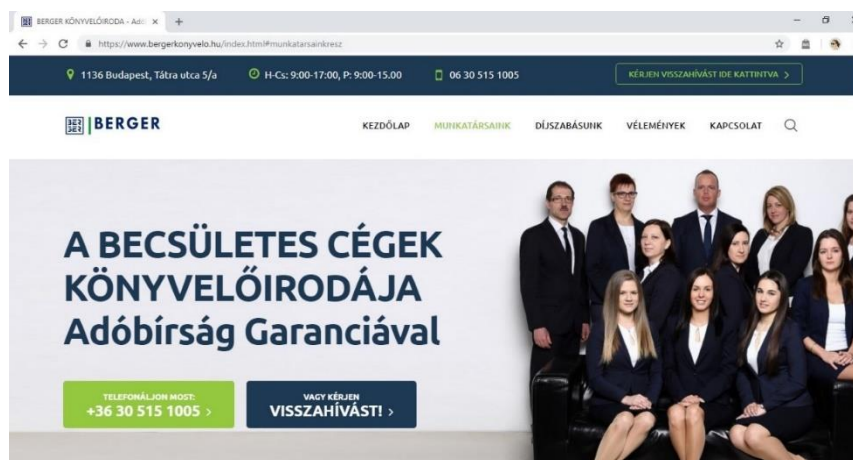 BERGER KÖNYVELŐIRODA - Adó
https://www.bergerkonyvelo.hu/index.html#munkatarsainkresz
1136 Budapest, Tátra utca 5/a H-Cs: 9:00-17:00, P: 9:00-15.00 06 30 515 1005 KÉRJEN VISSZAHÍVÁST IDE KATTINTVA >
BER GER | BERGER KEZDŐLAP MUNKATÁRSAINK DÍJSZABÁSUNK VÉLEMÉNYEK KAPCSOLAT
A BECSÜLETES CÉGEK
KÖNYVELŐIRODÁJA
Adóbírság Garanciával
TELEFONÁLJON MOST: VAGY KÉRJEN
+36 30 515 1005 > VISSZAHÍVÁST! >